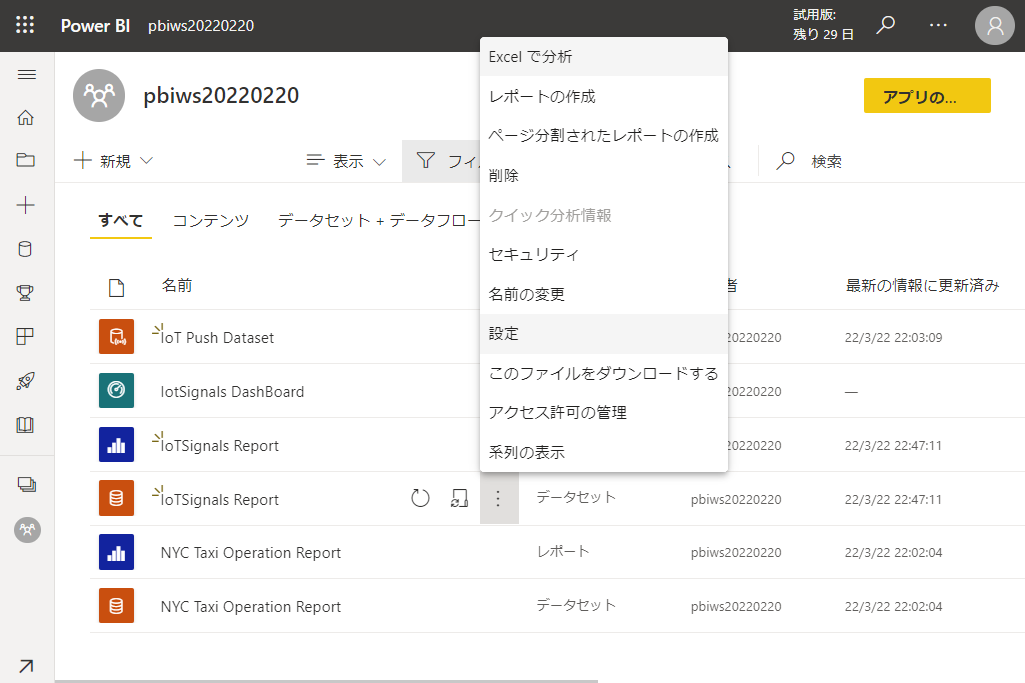 Power BI pbiws20220220
試用版:
残り 29 日
pbiws20220220
アプリの...
新規
表示
フィ
検索
すべて
コンテンツ
データセット + データフロー
名前
者
最新の情報に更新済み
Excel で分析
レポートの作成
ページ分割されたレポートの作成
削除
クイック分析情報
セキュリティ
名前の変更
設定
このファイルをダウンロードする
アクセス許可の管理
系列の表示
IoT Push Dataset 20220220 22/3/22 22:03:09
IotSignals DashBoard 20220220 —
IoTSignals Report 20220220 22/3/22 22:47:11
IoTSignals Report データセット pbiws20220220 22/3/22 22:47:11
NYC Taxi Operation Report レポート pbiws20220220 22/3/22 22:02:04
NYC Taxi Operation Report データセット pbiws20220220 22/3/22 22:02:04